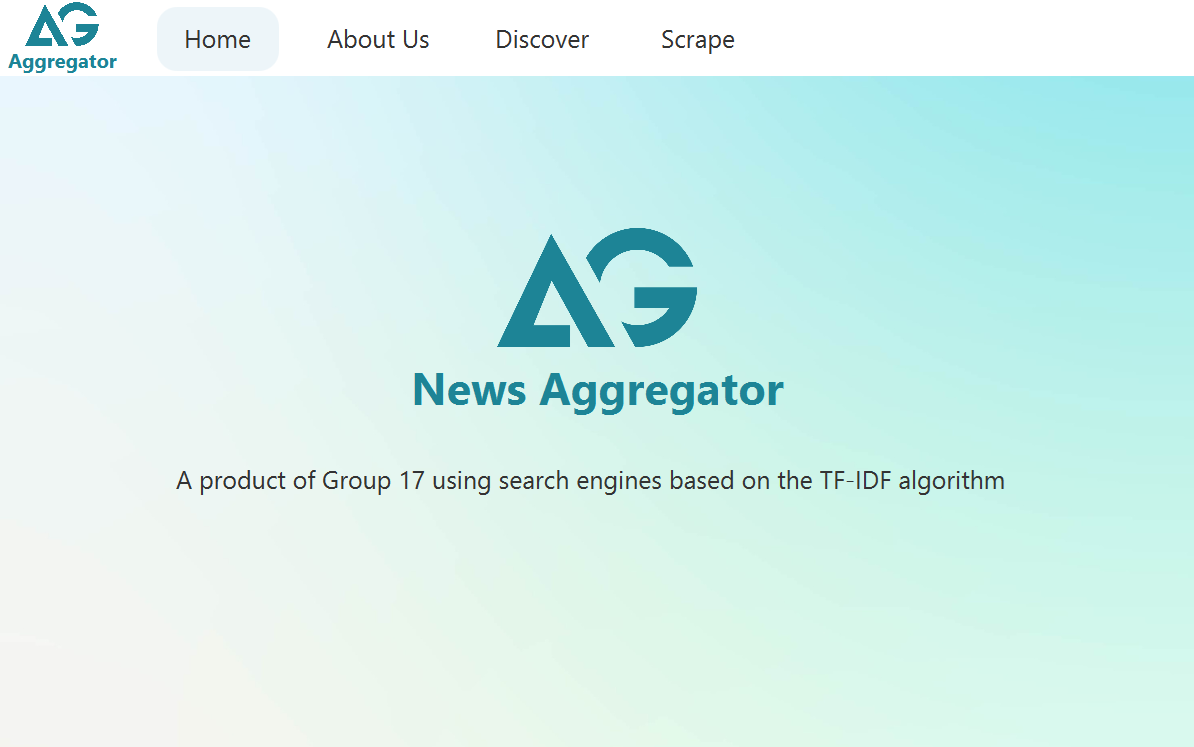 AG
Aggregator
Home
About Us
Discover
Scrape
AG
News Aggregator
A product of Group 17 using search engines based on the TF-IDF algorithm